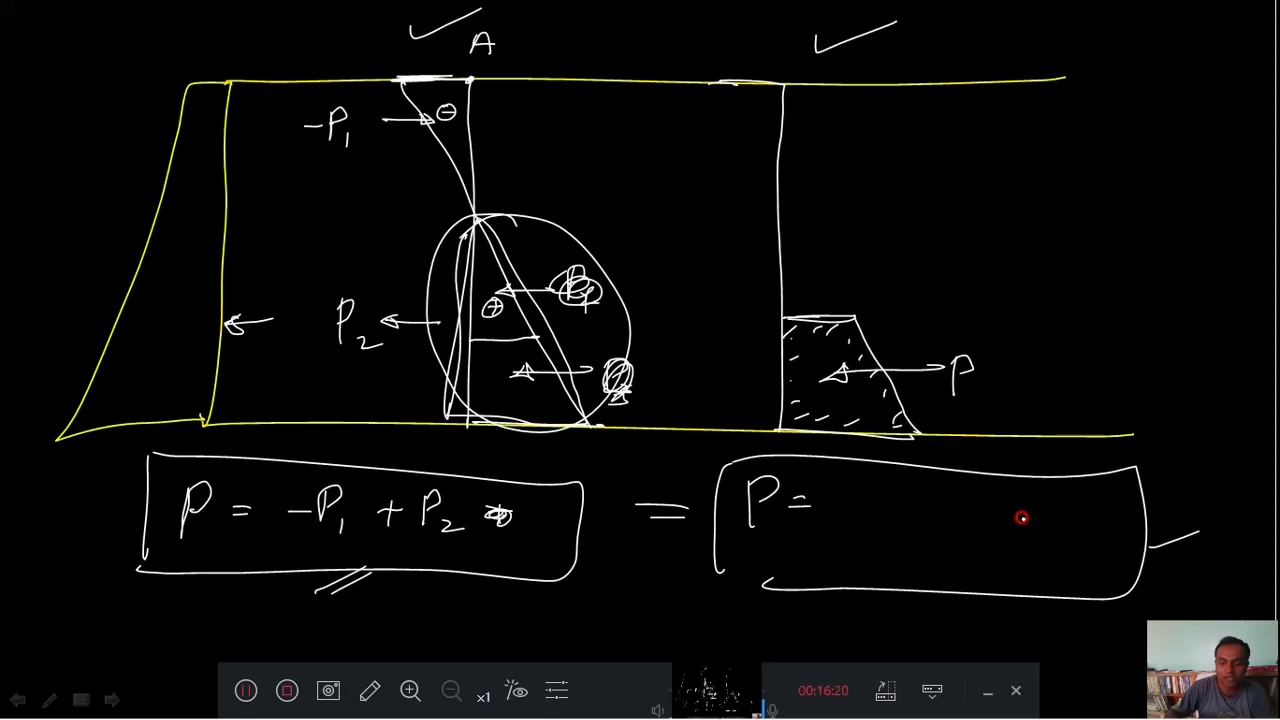 A
-P₁
⊖
P₂
⊕
P
P = -P₁ + P₂
=
P =
x1
00:16:20